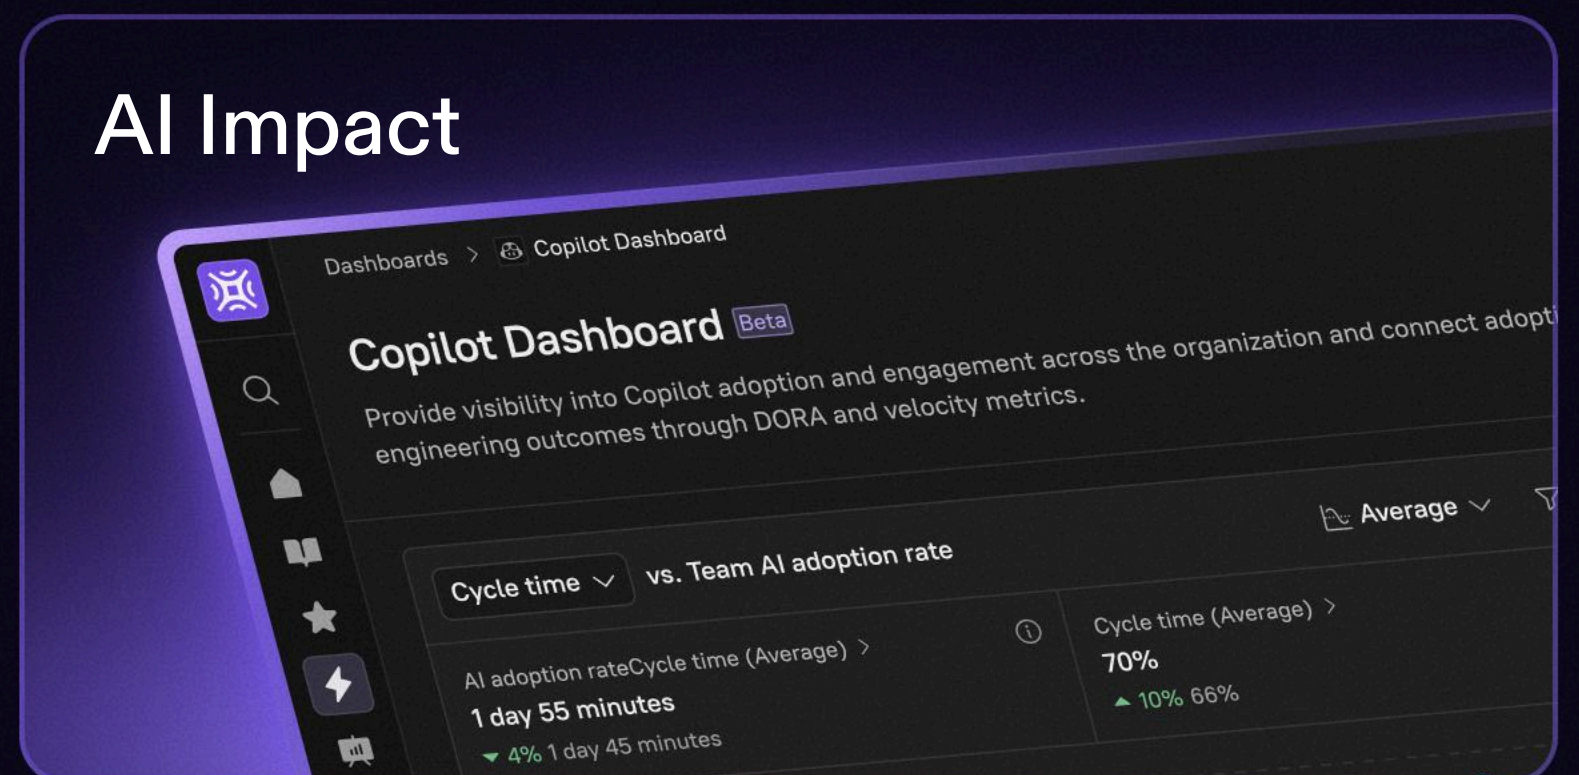 AI Impact
Dashboards > Copilot Dashboard
Copilot Dashboard Beta
Provide visibility into Copilot adoption and engagement across the organization and connect adopti
engineering outcomes through DORA and velocity metrics.
Cycle time vs. Team AI adoption rate Average
AI adoption rateCycle time (Average) >
1 day 55 minutes
4% 1 day 45 minutes
Cycle time (Average) >
70%
10% 66%